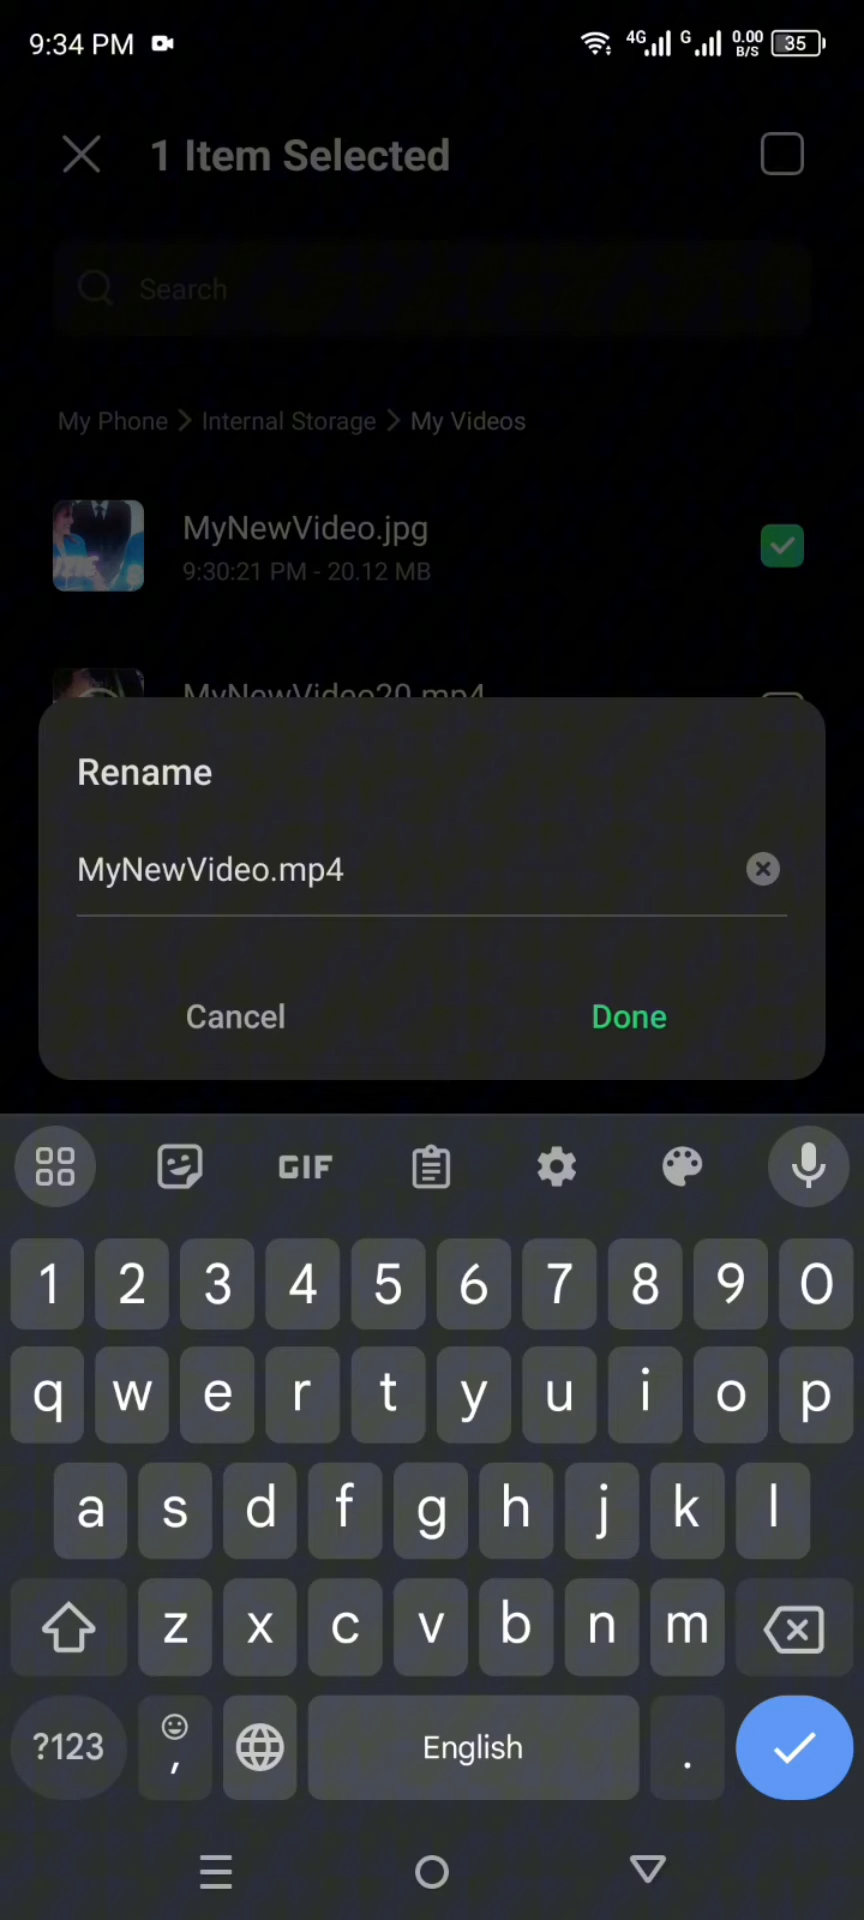 9:34 PM 4G G 0.00 B/S 35
1 Item Selected
Search
My Phone > Internal Storage > My Videos
MyNewVideo.jpg
9:30:21 PM - 20.12 MB
MyNewVideo20.mp4
Rename
MyNewVideo.mp4
Cancel Done
GIF
1 2 3 4 5 6 7 8 9 0
q w e r t y u i o p
a s d f g h j k l
z x c v b n m
?123 , English .